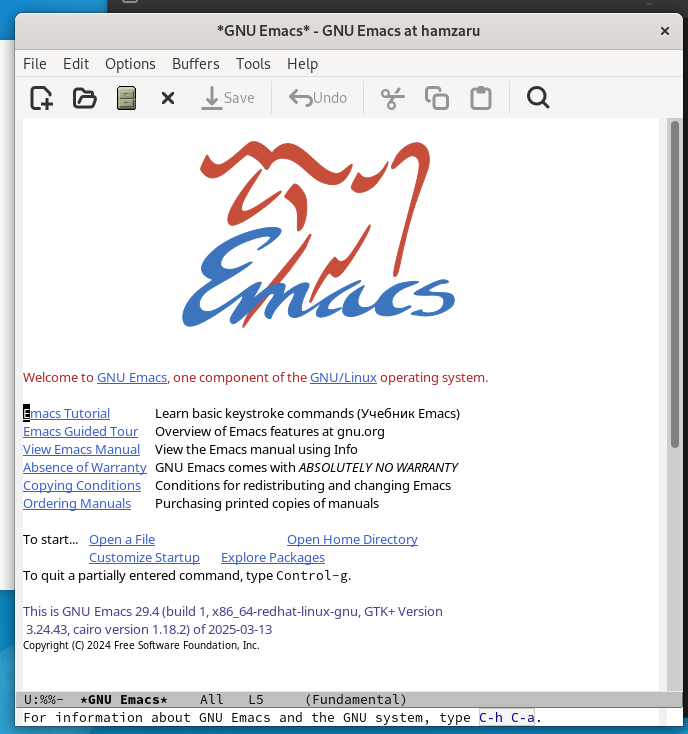 *GNU Emacs* - GNU Emacs at hamzaru
File Edit Options Buffers Tools Help
Save Undo
Emacs
Welcome to GNU Emacs, one component of the GNU/Linux operating system.
Emacs Tutorial Learn basic keystroke commands (Учебник Emacs)
Emacs Guided Tour Overview of Emacs features at gnu.org
View Emacs Manual View the Emacs manual using Info
Absence of Warranty GNU Emacs comes with ABSOLUTELY NO WARRANTY
Copying Conditions Conditions for redistributing and changing Emacs
Ordering Manuals Purchasing printed copies of manuals
To start... Open a File Open Home Directory
Customize Startup Explore Packages
To quit a partially entered command, type Control-g.
This is GNU Emacs 29.4 (build 1, x86_64-redhat-linux-gnu, GTK+ Version
3.24.43, cairo version 1.18.2) of 2025-03-13
Copyright (C) 2024 Free Software Foundation, Inc.
U:%%- *GNU Emacs* All L5 (Fundamental)
For information about GNU Emacs and the GNU system, type C-h C-a.